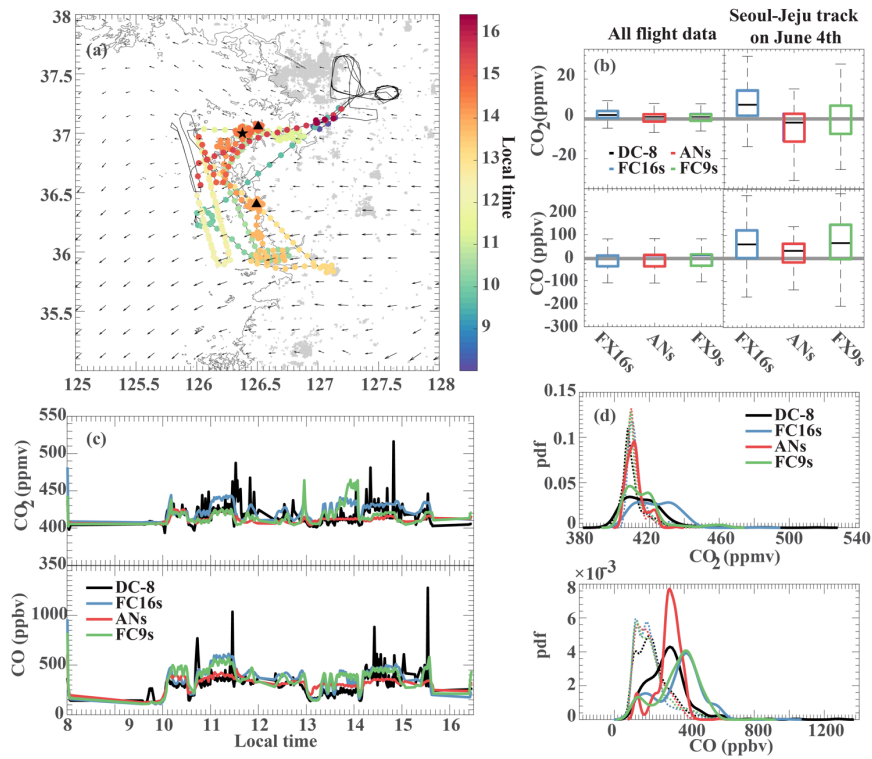 (a)
38
37.5
37
36.5
36
35.5
35
125
125.5
126
126.5
127
127.5
128
16
15
14
13
12
11
10
9
Local time
All flight data
Seoul-Jeju track
on June 4th
(b)
CO2(ppmv)
20
0
-20
DC-8
ANs
FC16s
FC9s
CO (ppbv)
200
100
0
-100
-200
-300
FX16s
ANs
FX9s
FX16s
ANs
FX9s
(c)
CO2 (ppmv)
550
500
450
400
350
CO (ppbv)
1000
500
0
DC-8
FC16s
ANs
FC9s
8
9
10
11
12
13
14
15
16
Local time
(d)
pdf
0.15
0.1
0.05
0
DC-8
FC16s
ANs
FC9s
380
420
460
500
540
CO2 (ppmv)
×10-3
pdf
8
6
4
2
0
0
400
800
1200
CO (ppbv)